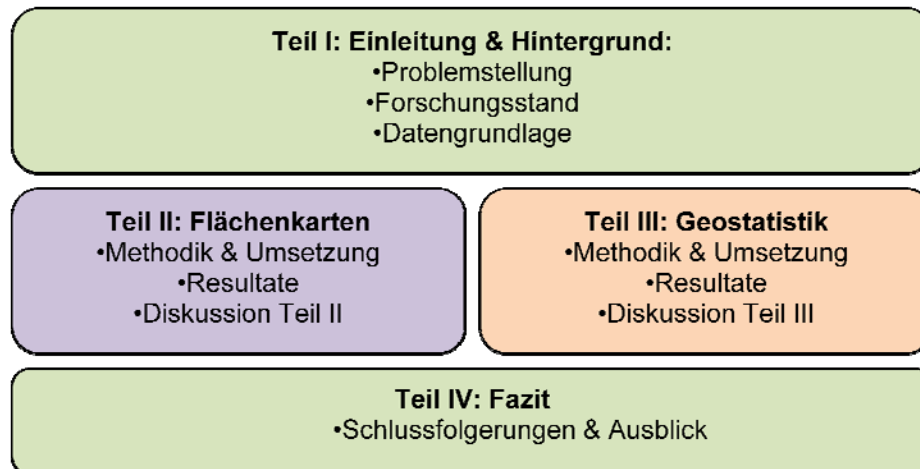 Teil I: Einleitung & Hintergrund:
•Problemstellung
•Forschungsstand
•Datengrundlage
Teil II: Flächenkarten
•Methodik & Umsetzung
•Resultate
•Diskussion Teil II
Teil III: Geostatistik
•Methodik & Umsetzung
•Resultate
•Diskussion Teil III
Teil IV: Fazit
•Schlussfolgerungen & Ausblick